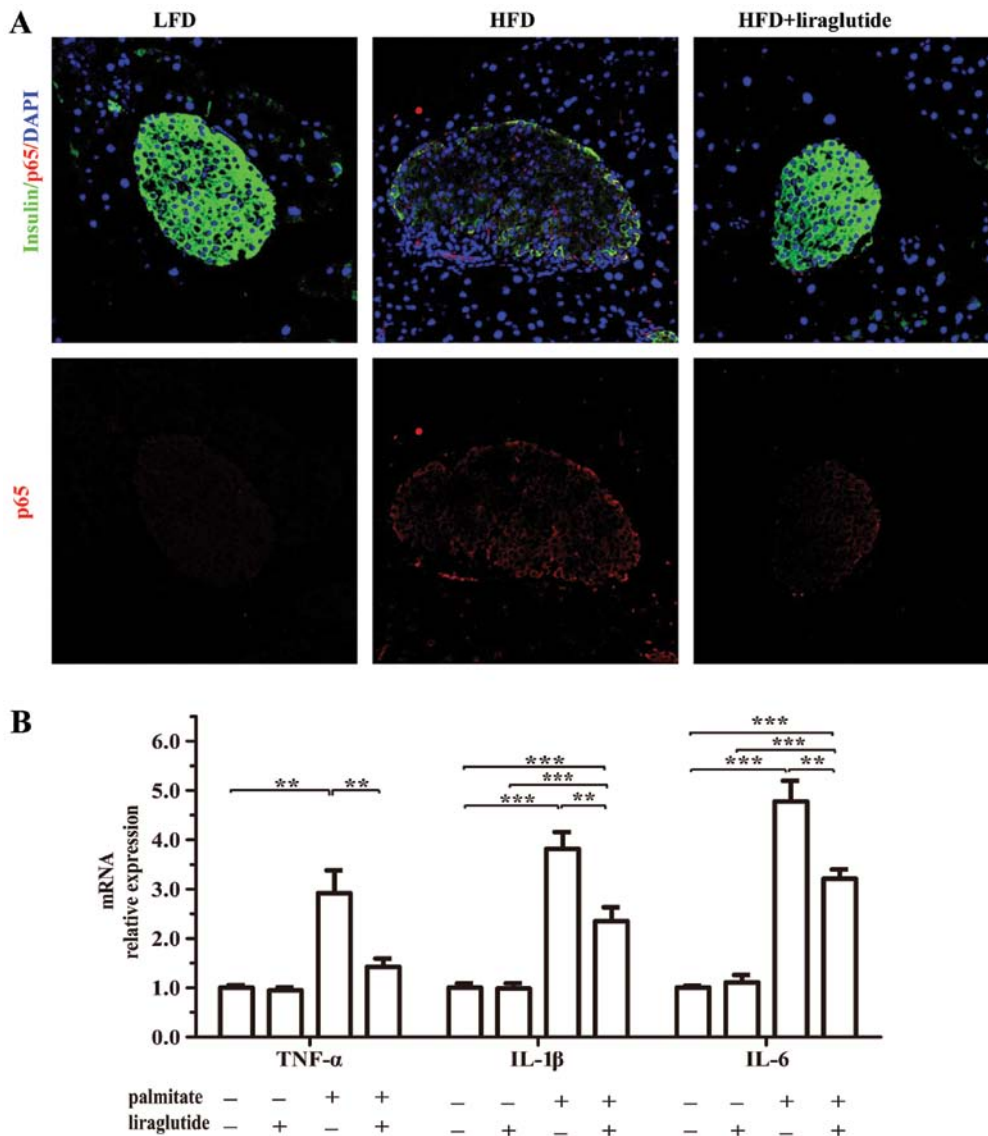 A
LFD HFD HFD+liraglutide
Insulin/p65/DAPI
p65
B
mRNA
relative expression
6.0
5.0
4.0
3.0
2.0
1.0
0.0
** **
*** *** *** **
*** *** *** **
TNF-α IL-1β IL-6
palmitate − − + + − − + + − − + +
liraglutide − + − + − + − + − + − +